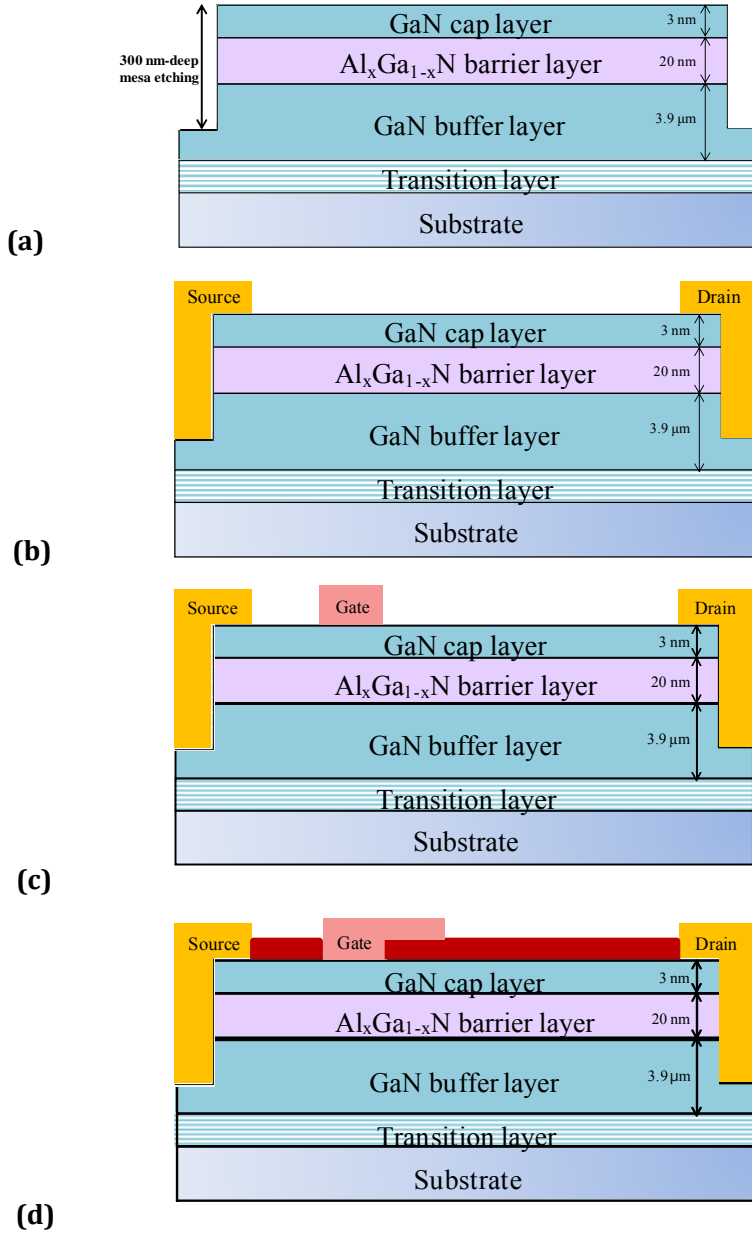 GaN cap layer
3 nm
300 nm-deep
mesa etching
AlₓGa₁₋ₓN barrier layer
20 nm
GaN buffer layer
3.9 μm
Transition layer
Substrate
(a)
Source
Drain
GaN cap layer
3 nm
AlₓGa₁₋ₓN barrier layer
20 nm
GaN buffer layer
3.9 μm
Transition layer
Substrate
(b)
Source
Gate
Drain
GaN cap layer
3 nm
AlₓGa₁₋ₓN barrier layer
20 nm
GaN buffer layer
3.9 μm
Transition layer
Substrate
(c)
Source
Gate
Drain
GaN cap layer
3 nm
AlₓGa₁₋ₓN barrier layer
20 nm
GaN buffer layer
3.9 μm
Transition layer
Substrate
(d)